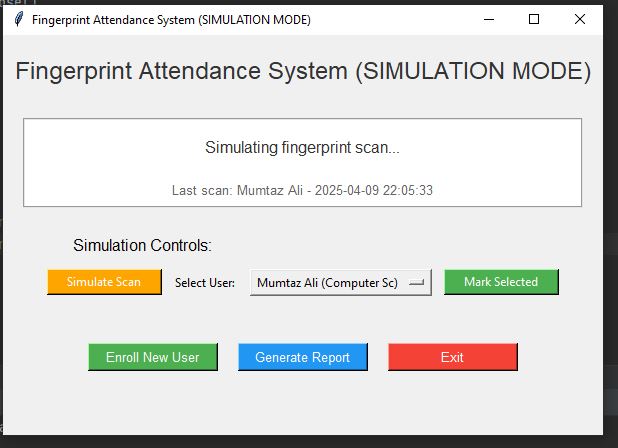 Fingerprint Attendance System (SIMULATION MODE)
Fingerprint Attendance System (SIMULATION MODE)
Simulating fingerprint scan...
Last scan: Mumtaz Ali - 2025-04-09 22:05:33
Simulation Controls:
Simulate Scan Select User: Mumtaz Ali (Computer Sc) Mark Selected
Enroll New User Generate Report Exit